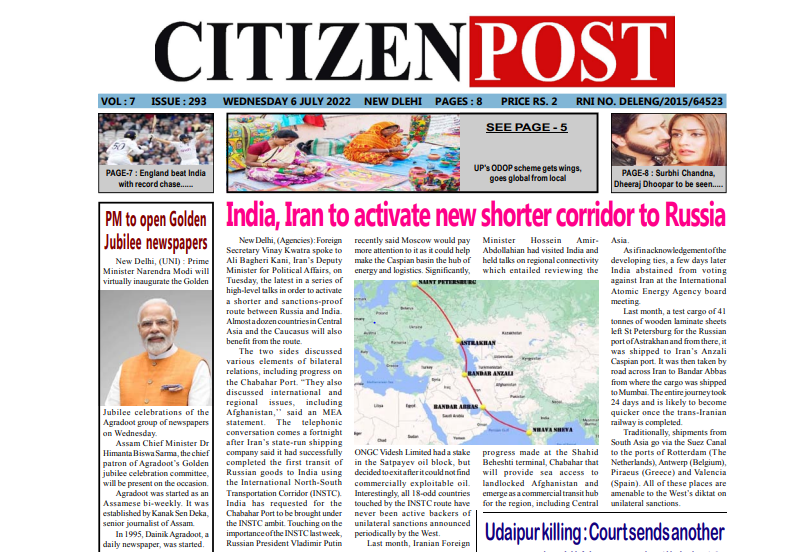 CITIZEN POST
VOL : 7 ISSUE : 293 WEDNESDAY 6 JULY 2022 NEW DLEHI PAGES : 8 PRICE RS. 2 RNI NO. DELENG/2015/64523
PAGE-7 : England beat India
with record chase......
SEE PAGE - 5
UP's ODOP scheme gets wings,
goes global from local
PAGE-8 : Surbhi Chandna,
Dheeraj Dhoopar to be seen.....
PM to open Golden
Jubilee newspapers
New Delhi, (UNI) : Prime
Minister Narendra Modi will
virtually inaugurate the Golden
Jubilee celebrations of the
Agradoot group of newspapers
on Wednesday.
Assam Chief Minister Dr
Himanta Biswa Sarma, the chief
patron of Agradoot's Golden
jubilee celebration committee,
will be present on the occasion.
Agradoot was started as an
Assamese bi-weekly. It was
established by Kanak Sen Deka,
senior journalist of Assam.
In 1995, Dainik Agradoot, a
daily newspaper, was started.
India, Iran to activate new shorter corridor to Russia
New Delhi, (Agencies): Foreign
Secretary Vinay Kwatra spoke to
Ali Bagheri Kani, Iran's Deputy
Minister for Political Affairs, on
Tuesday, the latest in a series of
high-level talks in order to activate
a shorter and sanctions-proof
route between Russia and India.
Almost a dozen countries in Central
Asia and the Caucasus will also
benefit from the route.
The two sides discussed
various elements of bilateral
relations, including progress on
the Chabahar Port. "They also
discussed international and
regional issues, including
Afghanistan,'' said an MEA
statement. The telephonic
conversation comes a fortnight
after Iran's state-run shipping
company said it had successfully
completed the first transit of
Russian goods to India using
the International North-South
Transportation Corridor (INSTC).
India has requested for the
Chabahar Port to be brought under
the INSTC ambit. Touching on the
importance of the INSTC last week,
Russian President Vladimir Putin
recently said Moscow would pay
more attention to it as it could help
make the Caspian basin the hub of
energy and logistics. Significantly,
SAINT PETERSBURG
ASTRAKHAN
BANDAR ANZALI
BANDAR ABBAS
NHAVA SHEVA
ONGC Videsh Limited had a stake
in the Satpayev oil block, but
decided to exit after it could not find
commercially exploitable oil.
Interestingly, all 18-odd countries
touched by the INSTC route have
never been active backers of
unilateral sanctions announced
periodically by the West.
Last month, Iranian Foreign
Minister Hossein Amir-
Abdollahian had visited India and
held talks on regional connectivity
which entailed reviewing the
progress made at the Shahid
Beheshti terminal, Chabahar that
will provide sea access to
landlocked Afghanistan and
emerge as a commercial transit hub
for the region, including Central
Asia.
As if in acknowledgement of the
developing ties, a few days later
India abstained from voting
against Iran at the International
Atomic Energy Agency board
meeting.
Last month, a test cargo of 41
tonnes of wooden laminate sheets
left St Petersburg for the Russian
port of Astrakhan and from there, it
was shipped to Iran's Anzali
Caspian port. It was then taken by
road across Iran to Bandar Abbas
from where the cargo was shipped
to Mumbai. The entire journey took
24 days and is likely to become
quicker once the trans-Iranian
railway is completed.
Traditionally, shipments from
South Asia go via the Suez Canal
to the ports of Rotterdam (The
Netherlands), Antwerp (Belgium),
Piraeus (Greece) and Valencia
(Spain). All of these places are
amenable to the West's diktat on
unilateral sanctions.
Udaipur killing : Court sends another